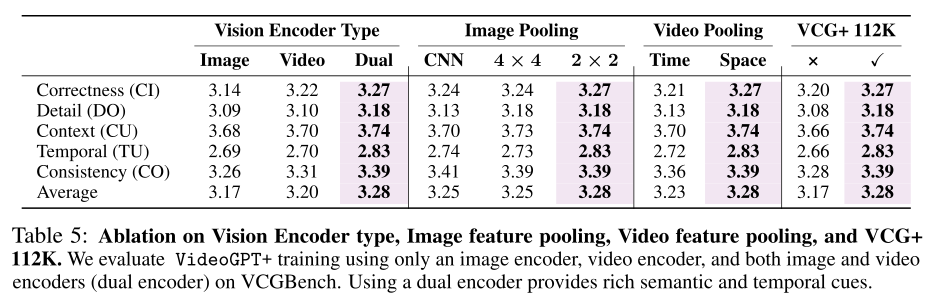 Vision Encoder Type Image Pooling Video Pooling VCG+ 112K
Image Video Dual CNN 4 × 4 2 × 2 Time Space × ✓
Correctness (CI) 3.14 3.22 3.27 3.24 3.24 3.27 3.21 3.27 3.20 3.27
Detail (DO) 3.09 3.10 3.18 3.13 3.18 3.18 3.13 3.18 3.08 3.18
Context (CU) 3.68 3.70 3.74 3.70 3.73 3.74 3.70 3.74 3.66 3.74
Temporal (TU) 2.69 2.70 2.83 2.74 2.73 2.83 2.72 2.83 2.66 2.83
Consistency (CO) 3.26 3.31 3.39 3.41 3.39 3.39 3.36 3.39 3.28 3.39
Average 3.17 3.20 3.28 3.25 3.25 3.28 3.23 3.28 3.17 3.28
Table 5: Ablation on Vision Encoder type, Image feature pooling, Video feature pooling, and VCG+
112K. We evaluate VideoGPT+ training using only an image encoder, video encoder, and both image and video
encoders (dual encoder) on VCGBench. Using a dual encoder provides rich semantic and temporal cues.